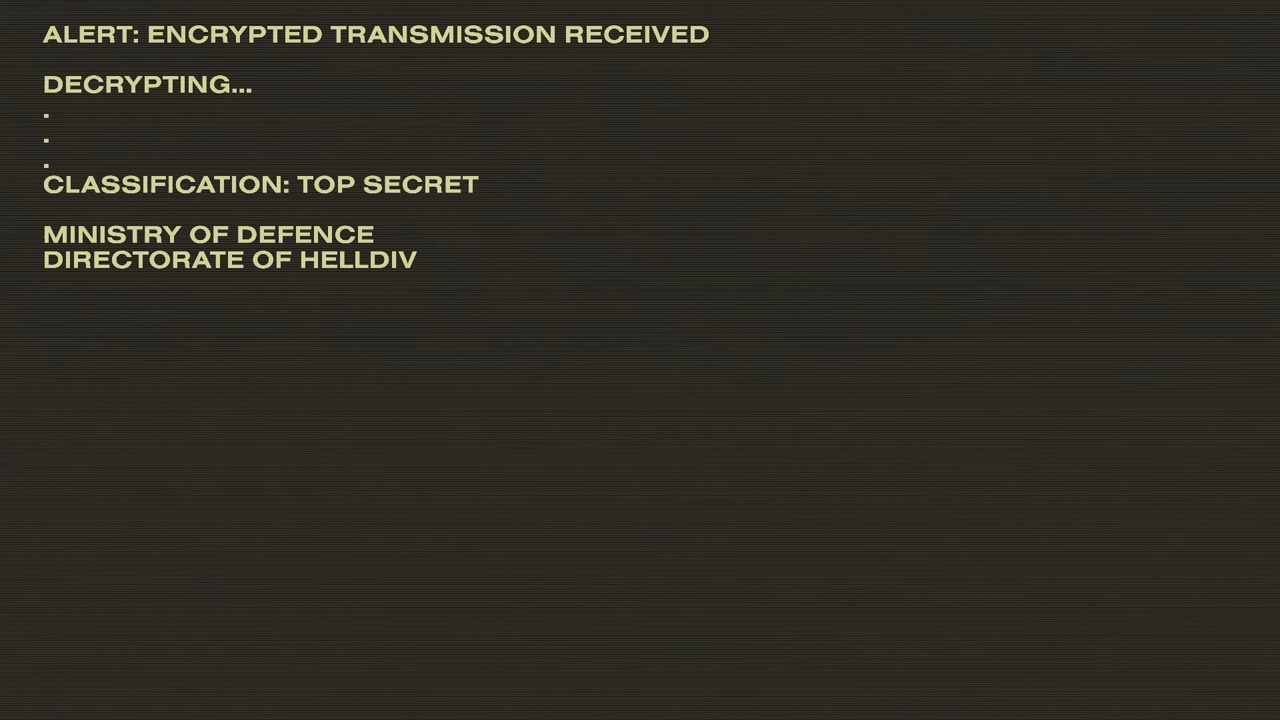 ALERT: ENCRYPTED TRANSMISSION RECEIVED
DECRYPTING...
.
.
.
CLASSIFICATION: TOP SECRET
MINISTRY OF DEFENCE
DIRECTORATE OF HELLDIV